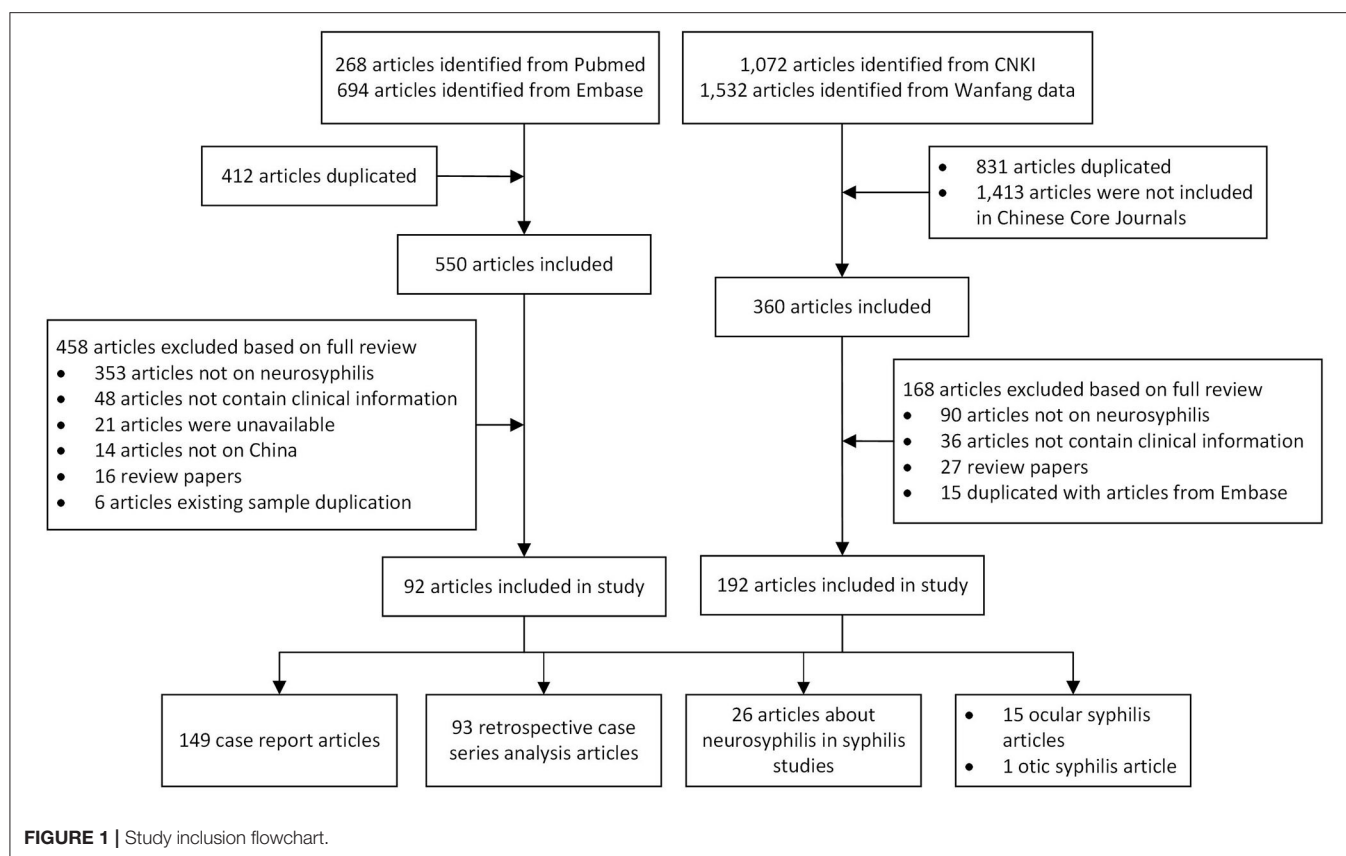 268 articles identified from Pubmed
694 articles identified from Embase
1,072 articles identified from CNKI
1,532 articles identified from Wanfang data
412 articles duplicated
• 831 articles duplicated
• 1,413 articles were not included
in Chinese Core Journals
550 articles included
360 articles included
458 articles excluded based on full review
• 353 articles not on neurosyphilis
• 48 articles not contain clinical information
• 21 articles were unavailable
• 14 articles not on China
• 16 review papers
• 6 articles existing sample duplication
168 articles excluded based on full review
• 90 articles not on neurosyphilis
• 36 articles not contain clinical information
• 27 review papers
• 15 duplicated with articles from Embase
92 articles included in study
192 articles included in study
149 case report articles
93 retrospective case
series analysis articles
26 articles about
neurosyphilis in syphilis
studies
• 15 ocular syphilis
articles
• 1 otic syphilis article
FIGURE 1 | Study inclusion flowchart.